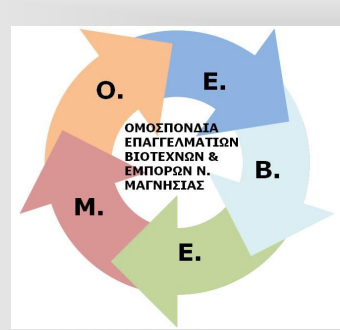 Ο.
Ε.
ΟΜΟΣΠΟΝΔΙΑ
ΕΠΑΓΓΕΛΜΑΤΙΩΝ
ΒΙΟΤΕΧΝΩΝ &
ΕΜΠΟΡΩΝ Ν.
ΜΑΓΝΗΣΙΑΣ
Β.
Μ.
Ε.